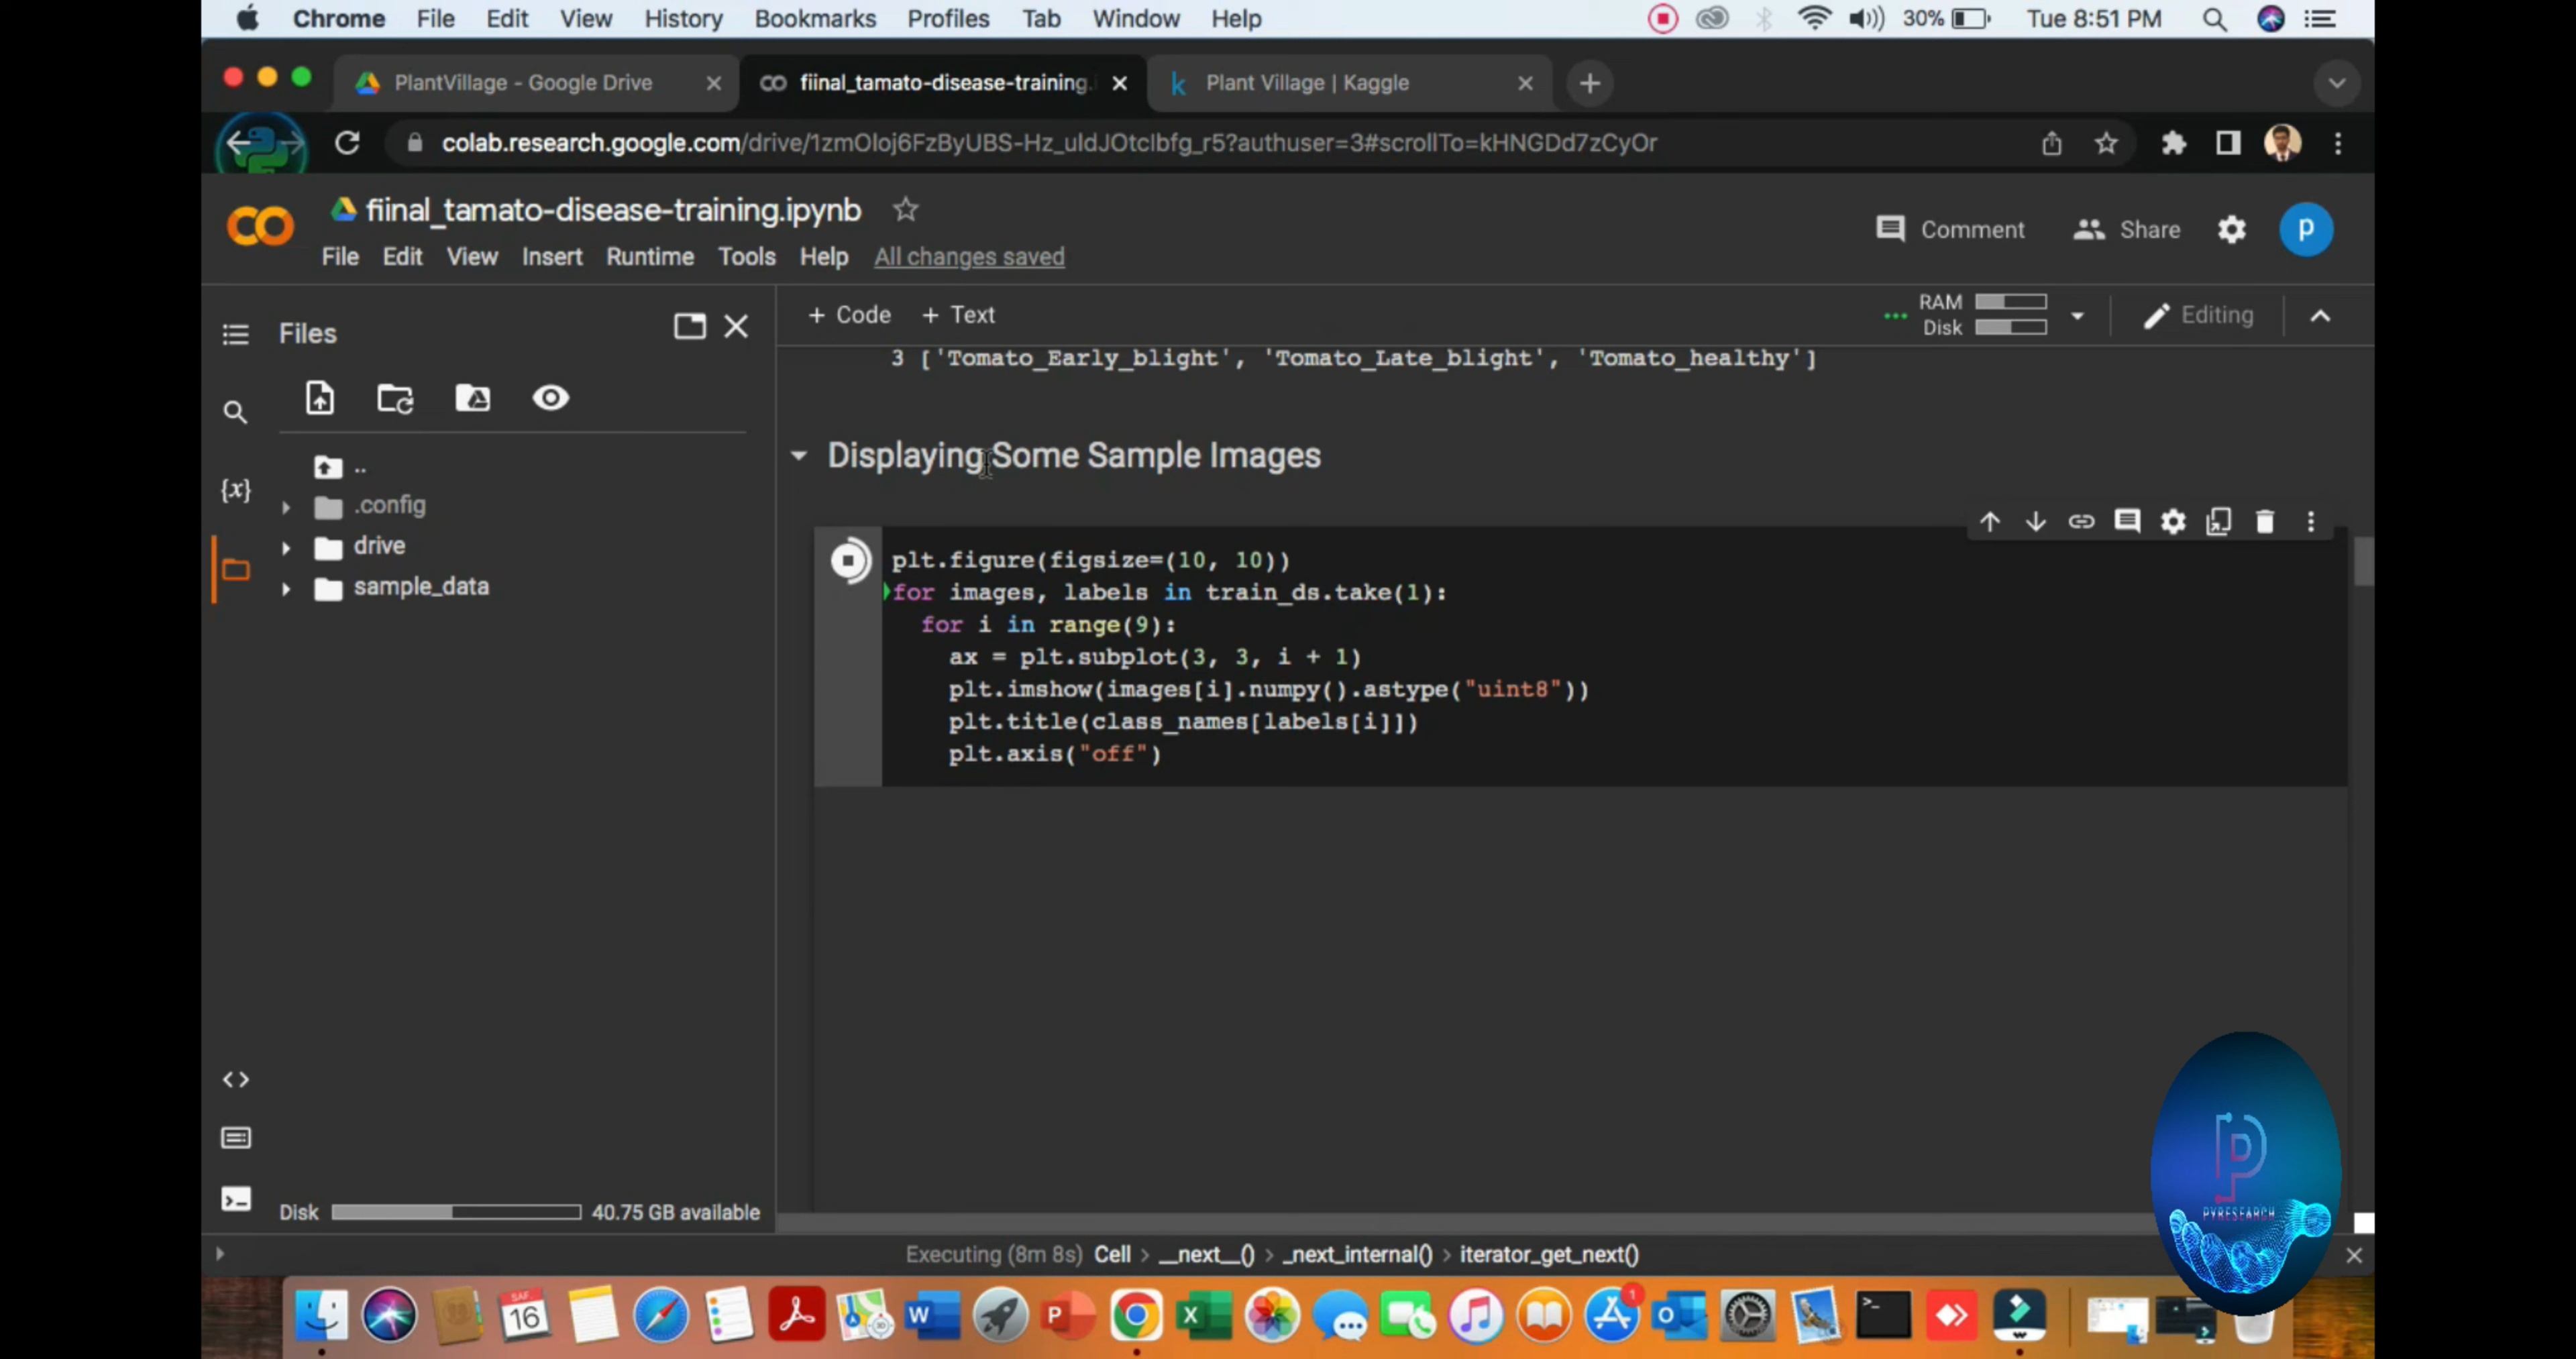 Chrome File Edit View History Bookmarks Profiles Tab Window Help 30% Tue 8:51 PM
PlantVillage - Google Drive fiinal_tamato-disease-training. Plant Village | Kaggle
colab.research.google.com/drive/1zmOloj6FzByUBS-Hz_uldJOtclbfg_r5?authuser=3#scrollTo=kHNGDd7zCyOr
fiinal_tamato-disease-training.ipynb
Comment Share p
File Edit View Insert Runtime Tools Help All changes saved
Files
+ Code + Text
RAM
Disk
Editing
3 ['Tomato_Early_blight', 'Tomato_Late_blight', 'Tomato_healthy']
..
.config
drive
sample_data
Displaying Some Sample Images
plt.figure(figsize=(10, 10))
for images, labels in train_ds.take(1):
for i in range(9):
ax = plt.subplot(3, 3, i + 1)
plt.imshow(images[i].numpy().astype("uint8"))
plt.title(class_names[labels[i]])
plt.axis("off")
Disk 40.75 GB available
Executing (8m 8s) Cell > __next__() > _next_internal() > iterator_get_next()
PYRESEARCH
16